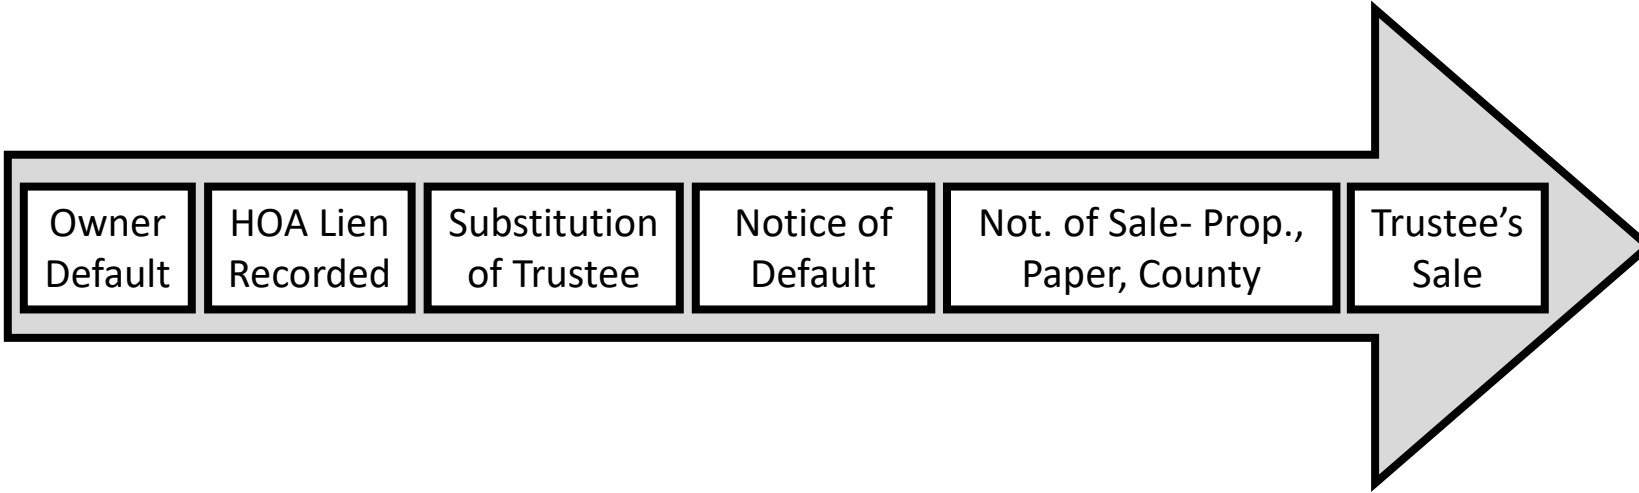 Owner
Default
HOA Lien
Recorded
Substitution
of Trustee
Notice of
Default
Not. of Sale- Prop.,
Paper, County
Trustee’s
Sale